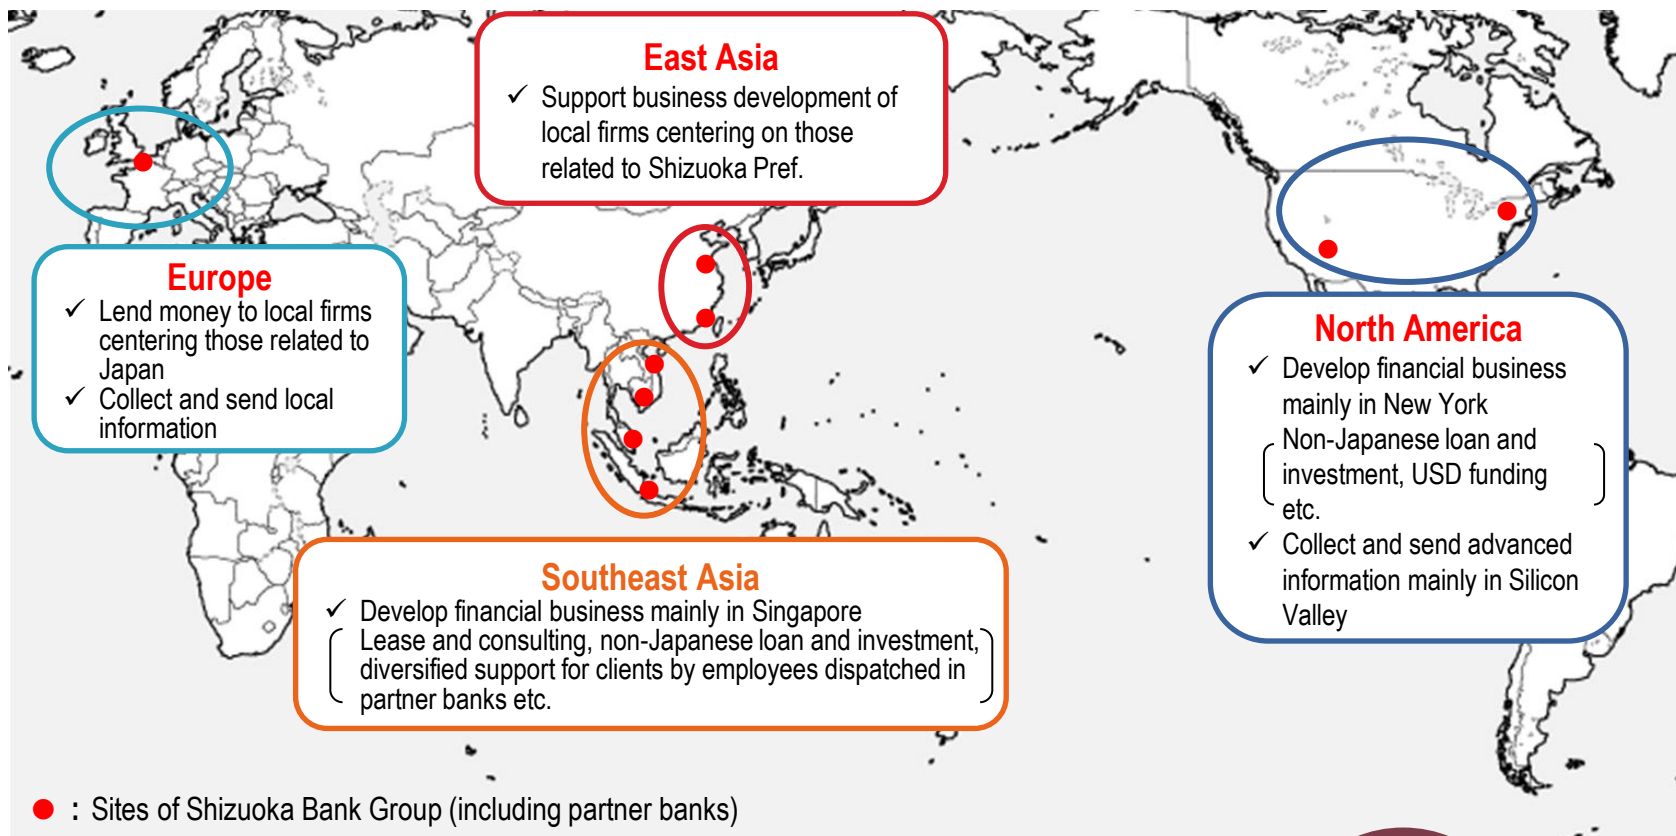 East Asia
✓ Support business development of
local firms centering on those
related to Shizuoka Pref.
Europe
✓ Lend money to local firms
centering those related to
Japan
✓ Collect and send local
information
North America
✓ Develop financial business
mainly in New York
Non-Japanese loan and
investment, USD funding
etc.
✓ Collect and send advanced
information mainly in Silicon
Valley
Southeast Asia
✓ Develop financial business mainly in Singapore
Lease and consulting, non-Japanese loan and investment,
diversified support for clients by employees dispatched in
partner banks etc.
● : Sites of Shizuoka Bank Group (including partner banks)